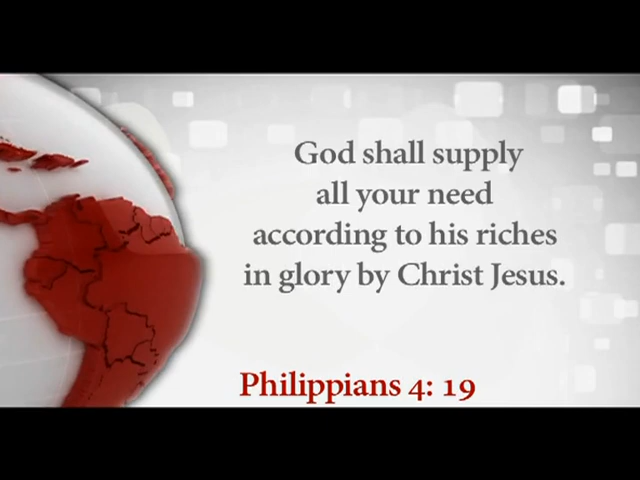 God shall supply
all your need
according to his riches
in glory by Christ Jesus.
Philippians 4: 19